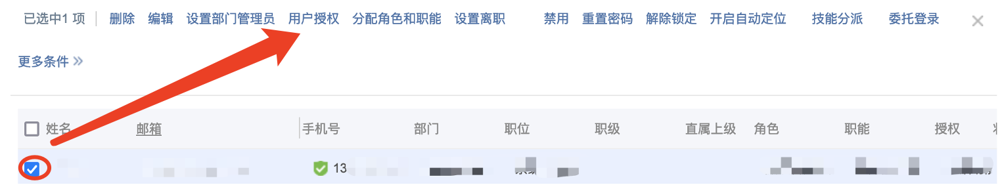 已选中1 项 删除 编辑 设置部门管理员 用户授权 分配角色和职能 设置离职 禁用 重置密码 解除锁定 开启自动定位 技能分派 委托登录
更多条件
姓名 邮箱 手机号 部门 职位 职级 直属上级 角色 职能 授权
13